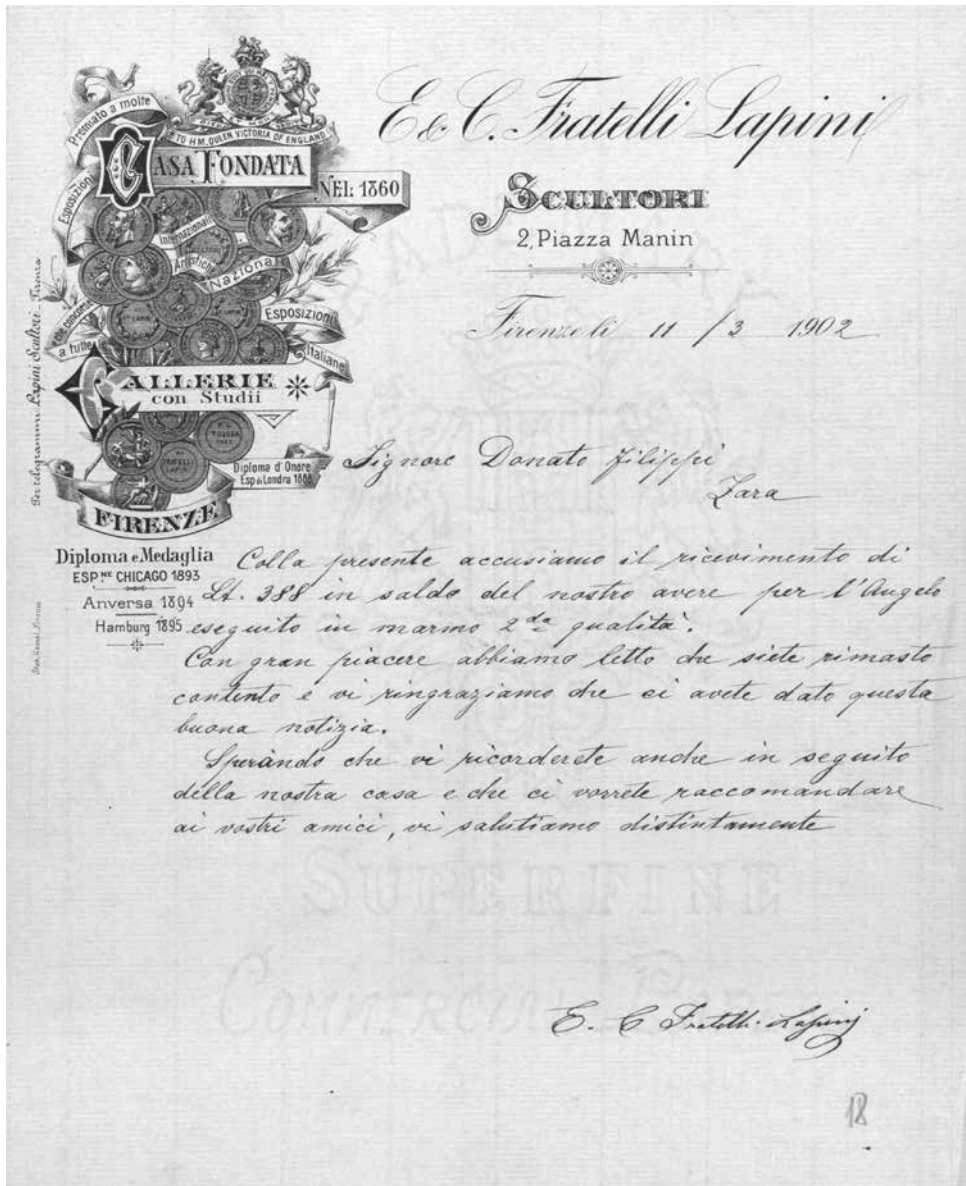 E & C. Fratelli Lapini
SCULTORI
2, Piazza Manin
Premiato a molte
Esposizioni
TO H.M. QUEEN VICTORIA OF ENGLAND
CASA FONDATA
NEL 1860
Internazionali
Artistiche
Nazionali
Esposizioni
Italiane
che concorse
a tutte le
GALLERIE
con Studii
Diploma d'Onore
Esp. di Londra 1888
FIRENZE
Per telegrammi: Lapini Scultori - Firenze
Diploma e Medaglia
ESP.NE CHICAGO 1893
Anversa 1894
Hamburg 1895
Firenze li 11 / 3 1902
Signore Donato Filippi
Zara
Colla presente accusiamo il ricevimento di
Lt. 388 in saldo del nostro avere per l'Angelo
eseguito in marmo 2da qualità.
Con gran piacere abbiamo letto che siete rimasto
contento e vi ringraziamo che ci avete dato questa
buona notizia.
Sperando che vi ricorderete anche in seguito
della nostra casa e che ci vorrete raccomandare
ai vostri amici, vi salutiamo distintamente
SUPERFINE
COMMERCIAL
E. C Fratelli Lapini
18